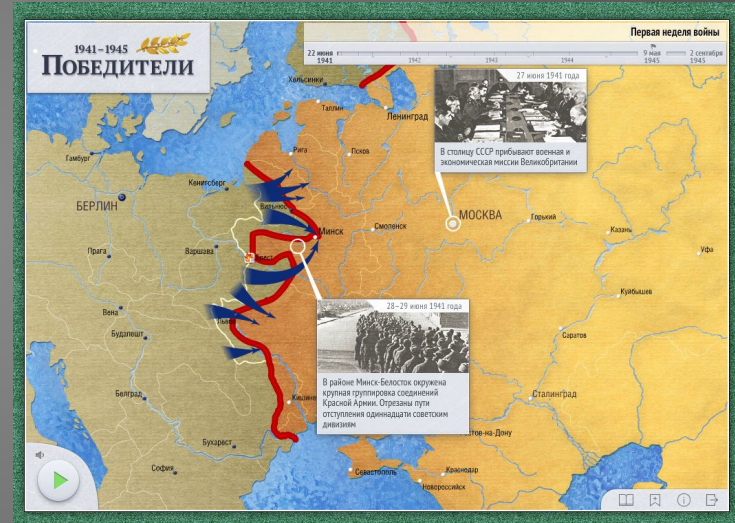 1941–1945
Победители
Первая неделя войны
22 июня
1941
1942
1943
1944
9 мая
1945
2 сентября
1945
27 июня 1941 года
В столицу СССР прибывают военная и
экономическая миссии Великобритании
Хельсинки
Таллин
Ленинград
Рига
Псков
Гамбург
Кенигсберг
БЕРЛИН
Вильнюс
Минск
Смоленск
МОСКВА
Горький
Казань
Уфа
Прага
Варшава
Брест
Куйбышев
Вена
Львов
Будапешт
Саратов
28–29 июня 1941 года
В районе Минск-Белосток окружена
крупная группировка соединений
Красной Армии. Отрезаны пути
отступления одиннадцати советским
дивизиям
Белград
Сталинград
Бухарест
София
Севастополь
Краснодар
Новороссийск